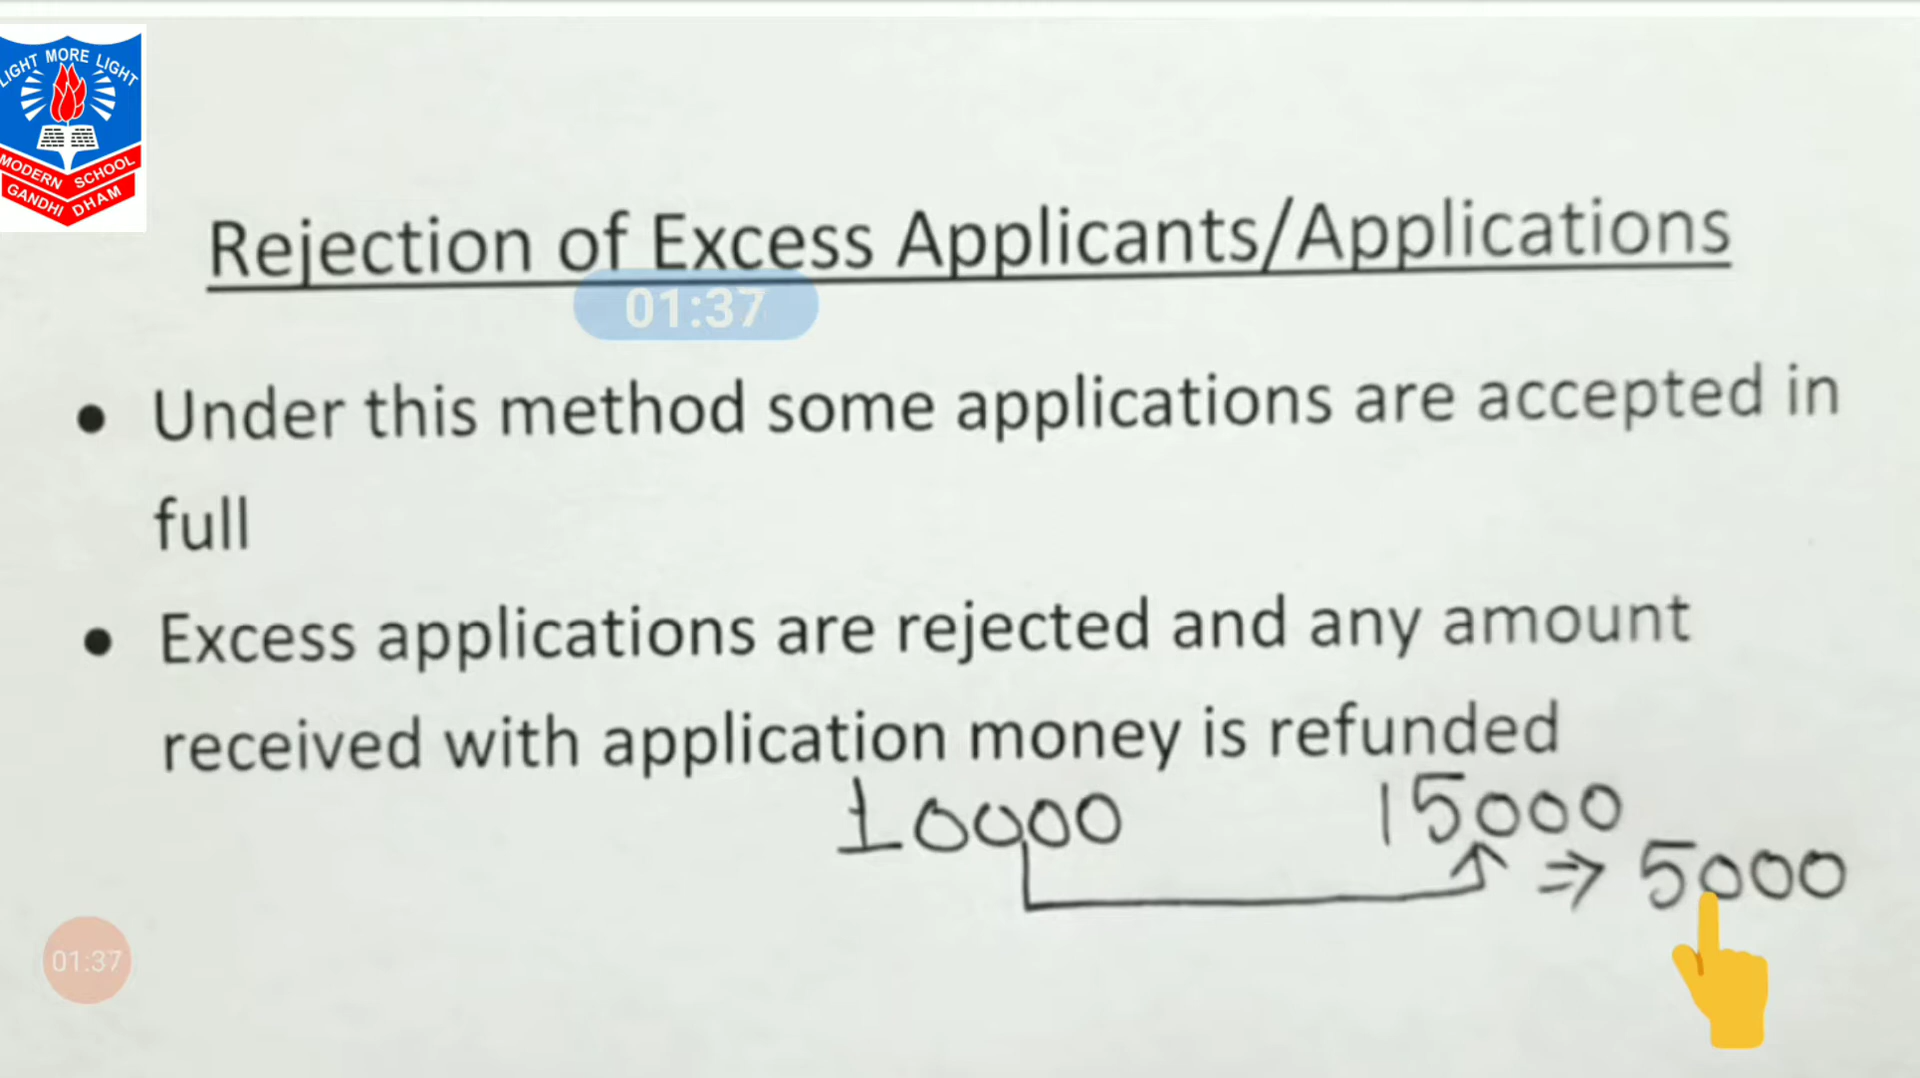 LIGHT MORE LIGHT
MODERN SCHOOL
GANDHI DHAM
Rejection of Excess Applicants/Applications
01:37
• Under this method some applications are accepted in
full
• Excess applications are rejected and any amount
received with application money is refunded
10000 15000
⇒ 5000
01:37